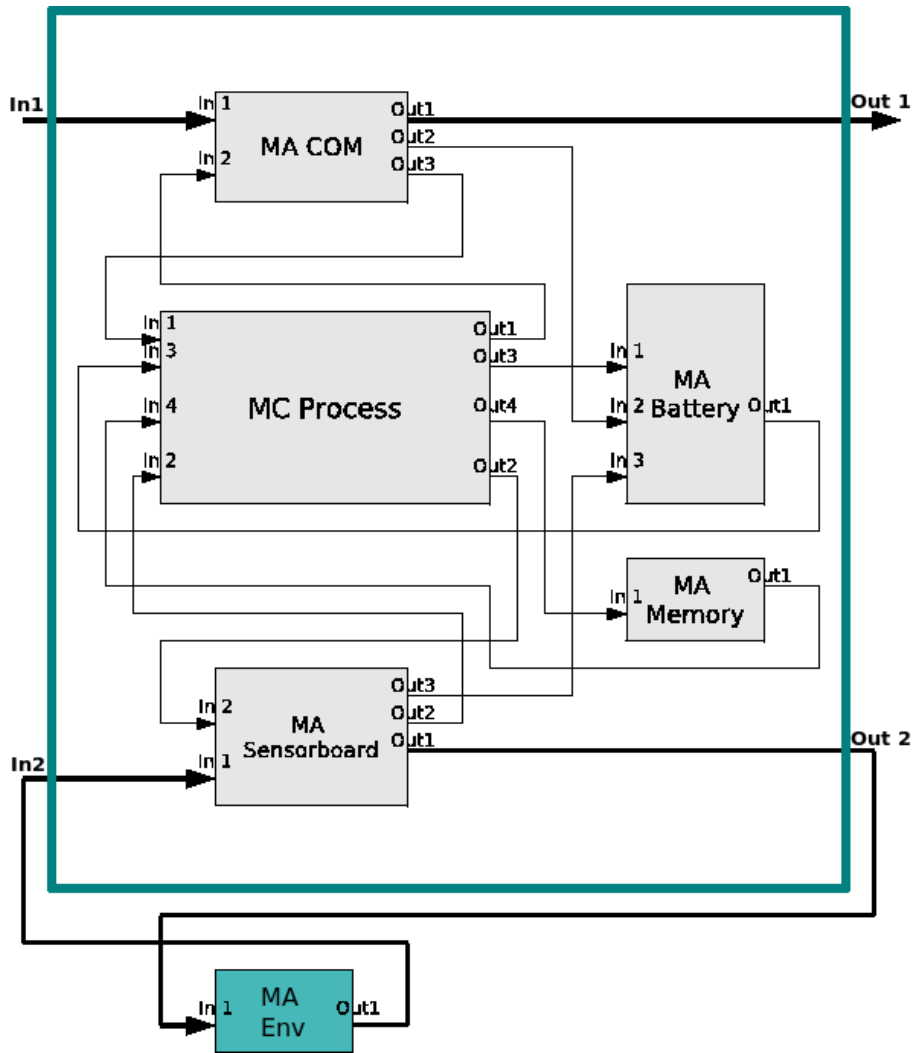 In1
Out 1
In 1
Out1
MA COM
Out2
In 2
Out3
In 1
Out1
In 3
Out3
MC Process
In 4
Out4
In 2
Out2
In 1
MA
Battery
In 2
Out1
In 3
MA
Memory
Out1
In 1
Out3
In 2
Out2
MA
Sensorboard
Out1
In 1
Out 2
In2
In 1
MA
Env
Out1